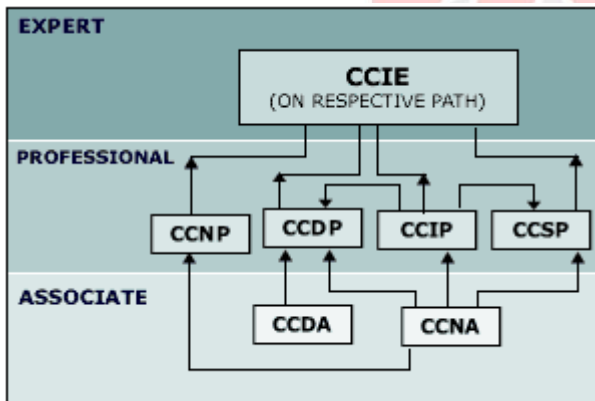 EXPERT
CCIE
(ON RESPECTIVE PATH)
PROFESSIONAL
CCNP
CCDP
CCIP
CCSP
ASSOCIATE
CCDA
CCNA